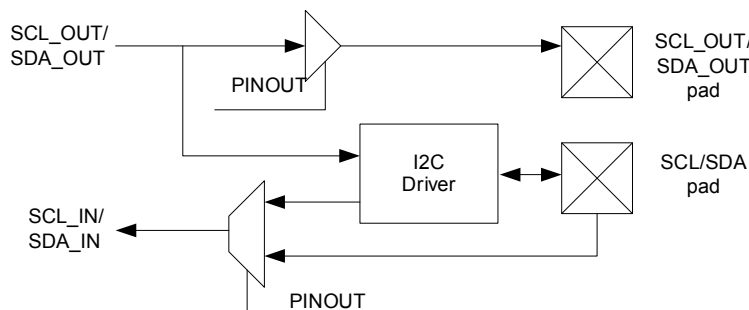 SCL_OUT/
SDA_OUT
PINOUT
SCL_OUT/
SDA_OUT
pad
I2C
Driver
SCL/SDA
pad
SCL_IN/
SDA_IN
PINOUT